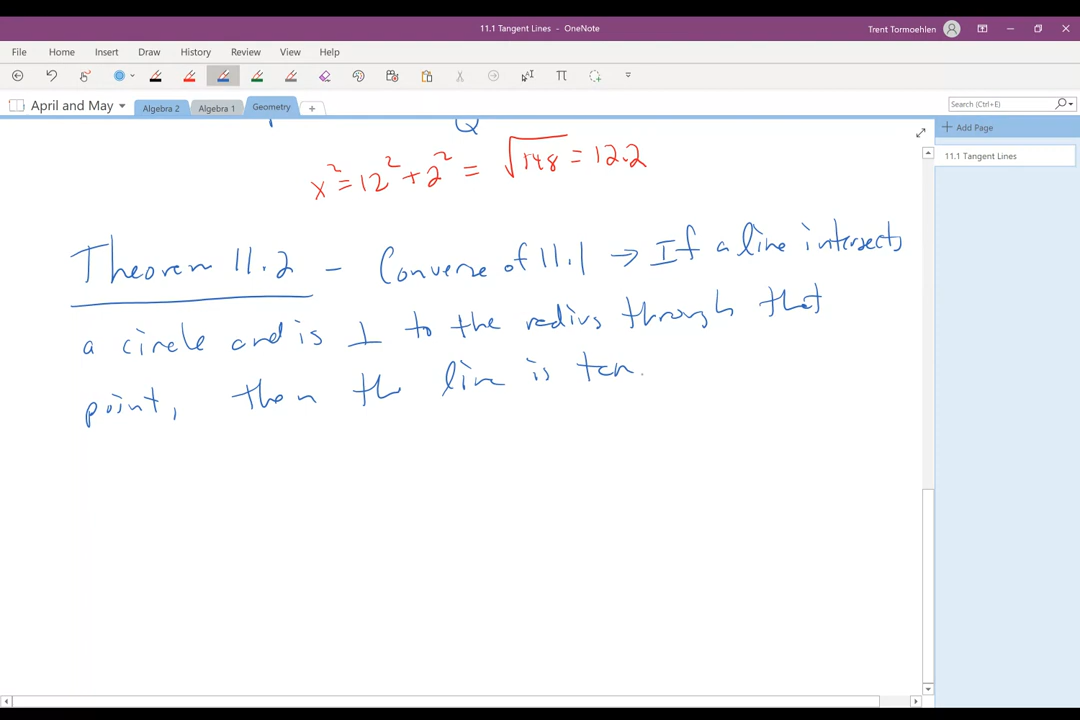 11.1 Tangent Lines - OneNote
Trent Tormoehlen
File Home Insert Draw History Review View Help
April and May
Algebra 2
Algebra 1
Geometry
Search (Ctrl+E)
Add Page
11.1 Tangent Lines
Q
x² = 12² + 2² = √148 = 12.2
Theorem 11.2 - Converse of 11.1 → If a line intersects
a circle and is ⊥ to the radius through that
point, then the line is tan.